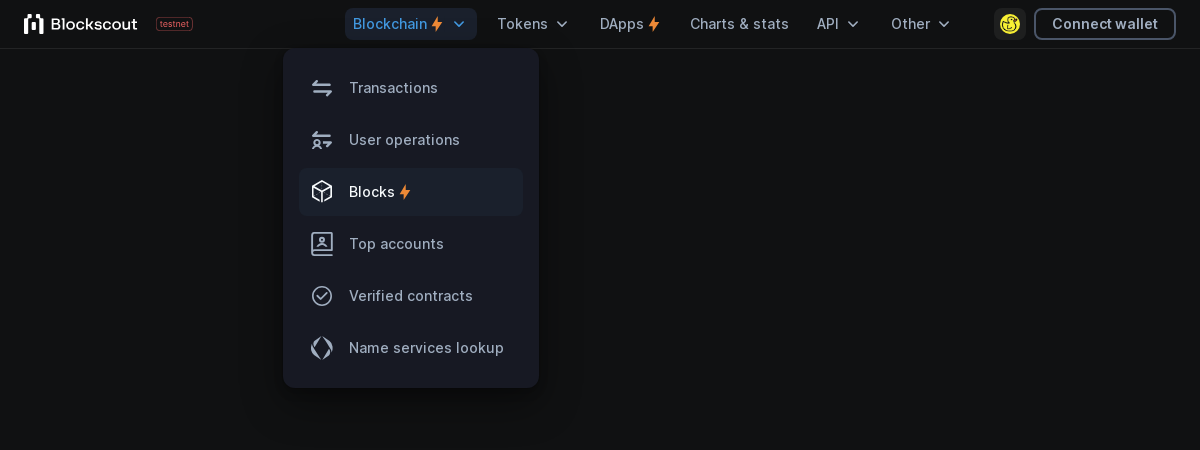 Blockscout testnet Blockchain Tokens DApps Charts & stats API Other Connect wallet
Transactions
User operations
Blocks
Top accounts
Verified contracts
Name services lookup